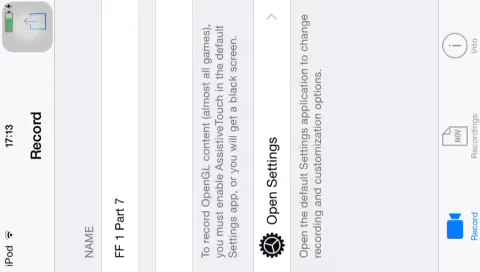 iPod 17:13
Record
NAME
FF 1 Part 7
To record OpenGL content (almost all games),
you must enable AssistiveTouch in the default
Settings app, or you will get a black screen.
Open Settings
Open the default Settings application to change
recording and customization options.
Record
MOV
Recordings
Info